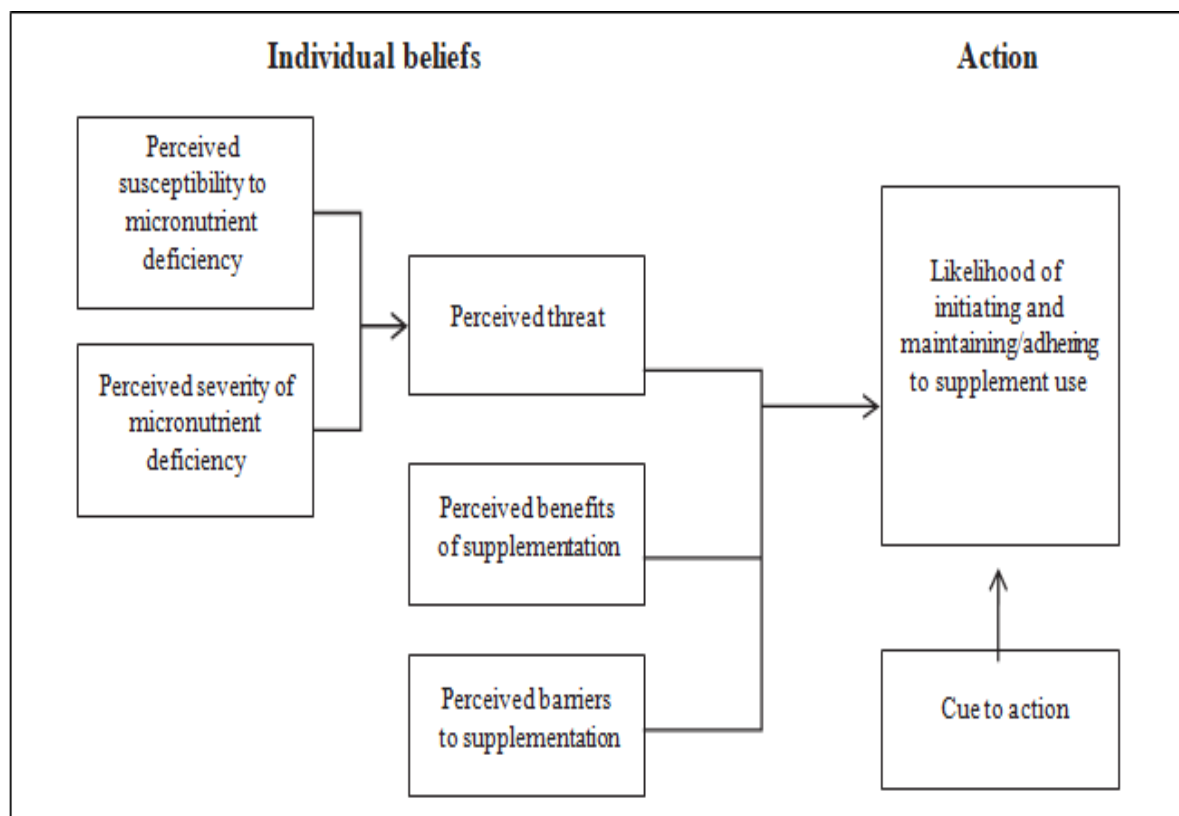 Individual beliefs
Action
Perceived
susceptibility to
micronutrient
deficiency
Perceived severity of
micronutrient
deficiency
Perceived threat
Perceived benefits
of supplementation
Perceived barriers
to supplementation
Likelihood of
initiating and
maintaining/adhering
to supplement use
Cue to action